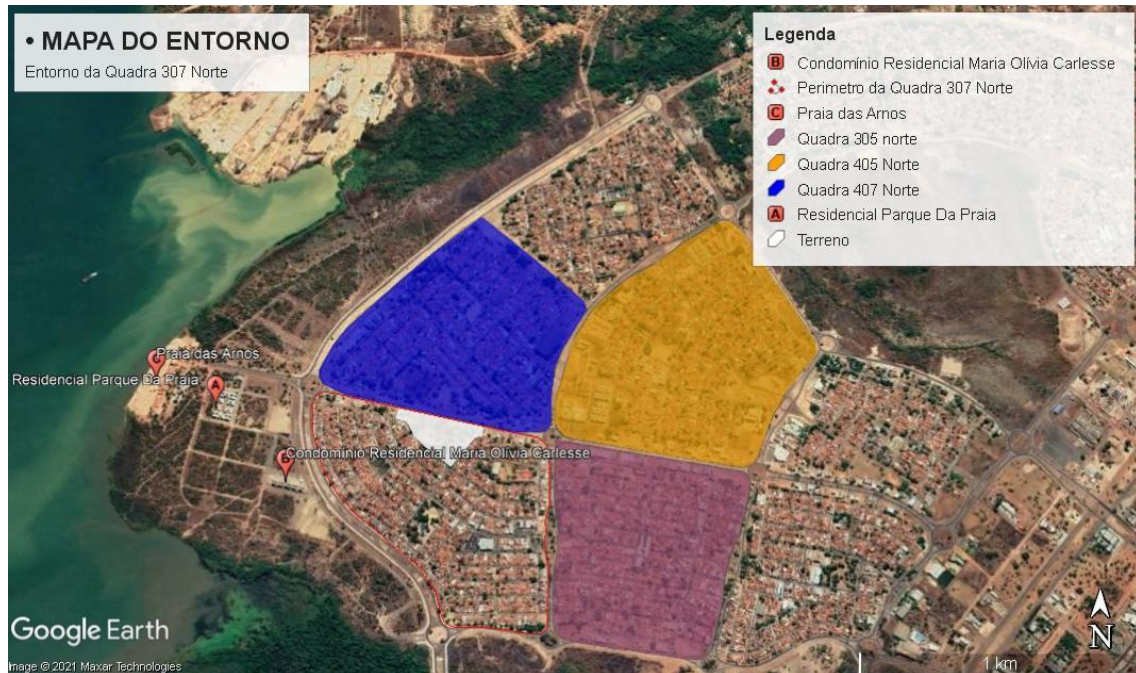 • MAPA DO ENTORNO
Entorno da Quadra 307 Norte
Legenda
B Condomínio Residencial Maria Olívia Carlesse
Perimetro da Quadra 307 Norte
C Praia das Arnos
Quadra 305 norte
Quadra 405 Norte
Quadra 407 Norte
A Residencial Parque Da Praia
Terreno
C Praia das Arnos
Residencial Parque Da Praia
A
B
Condomínio Residencial Maria Olívia Carlesse
Google Earth
Image © 2021 Maxar Technologies
N
1 km